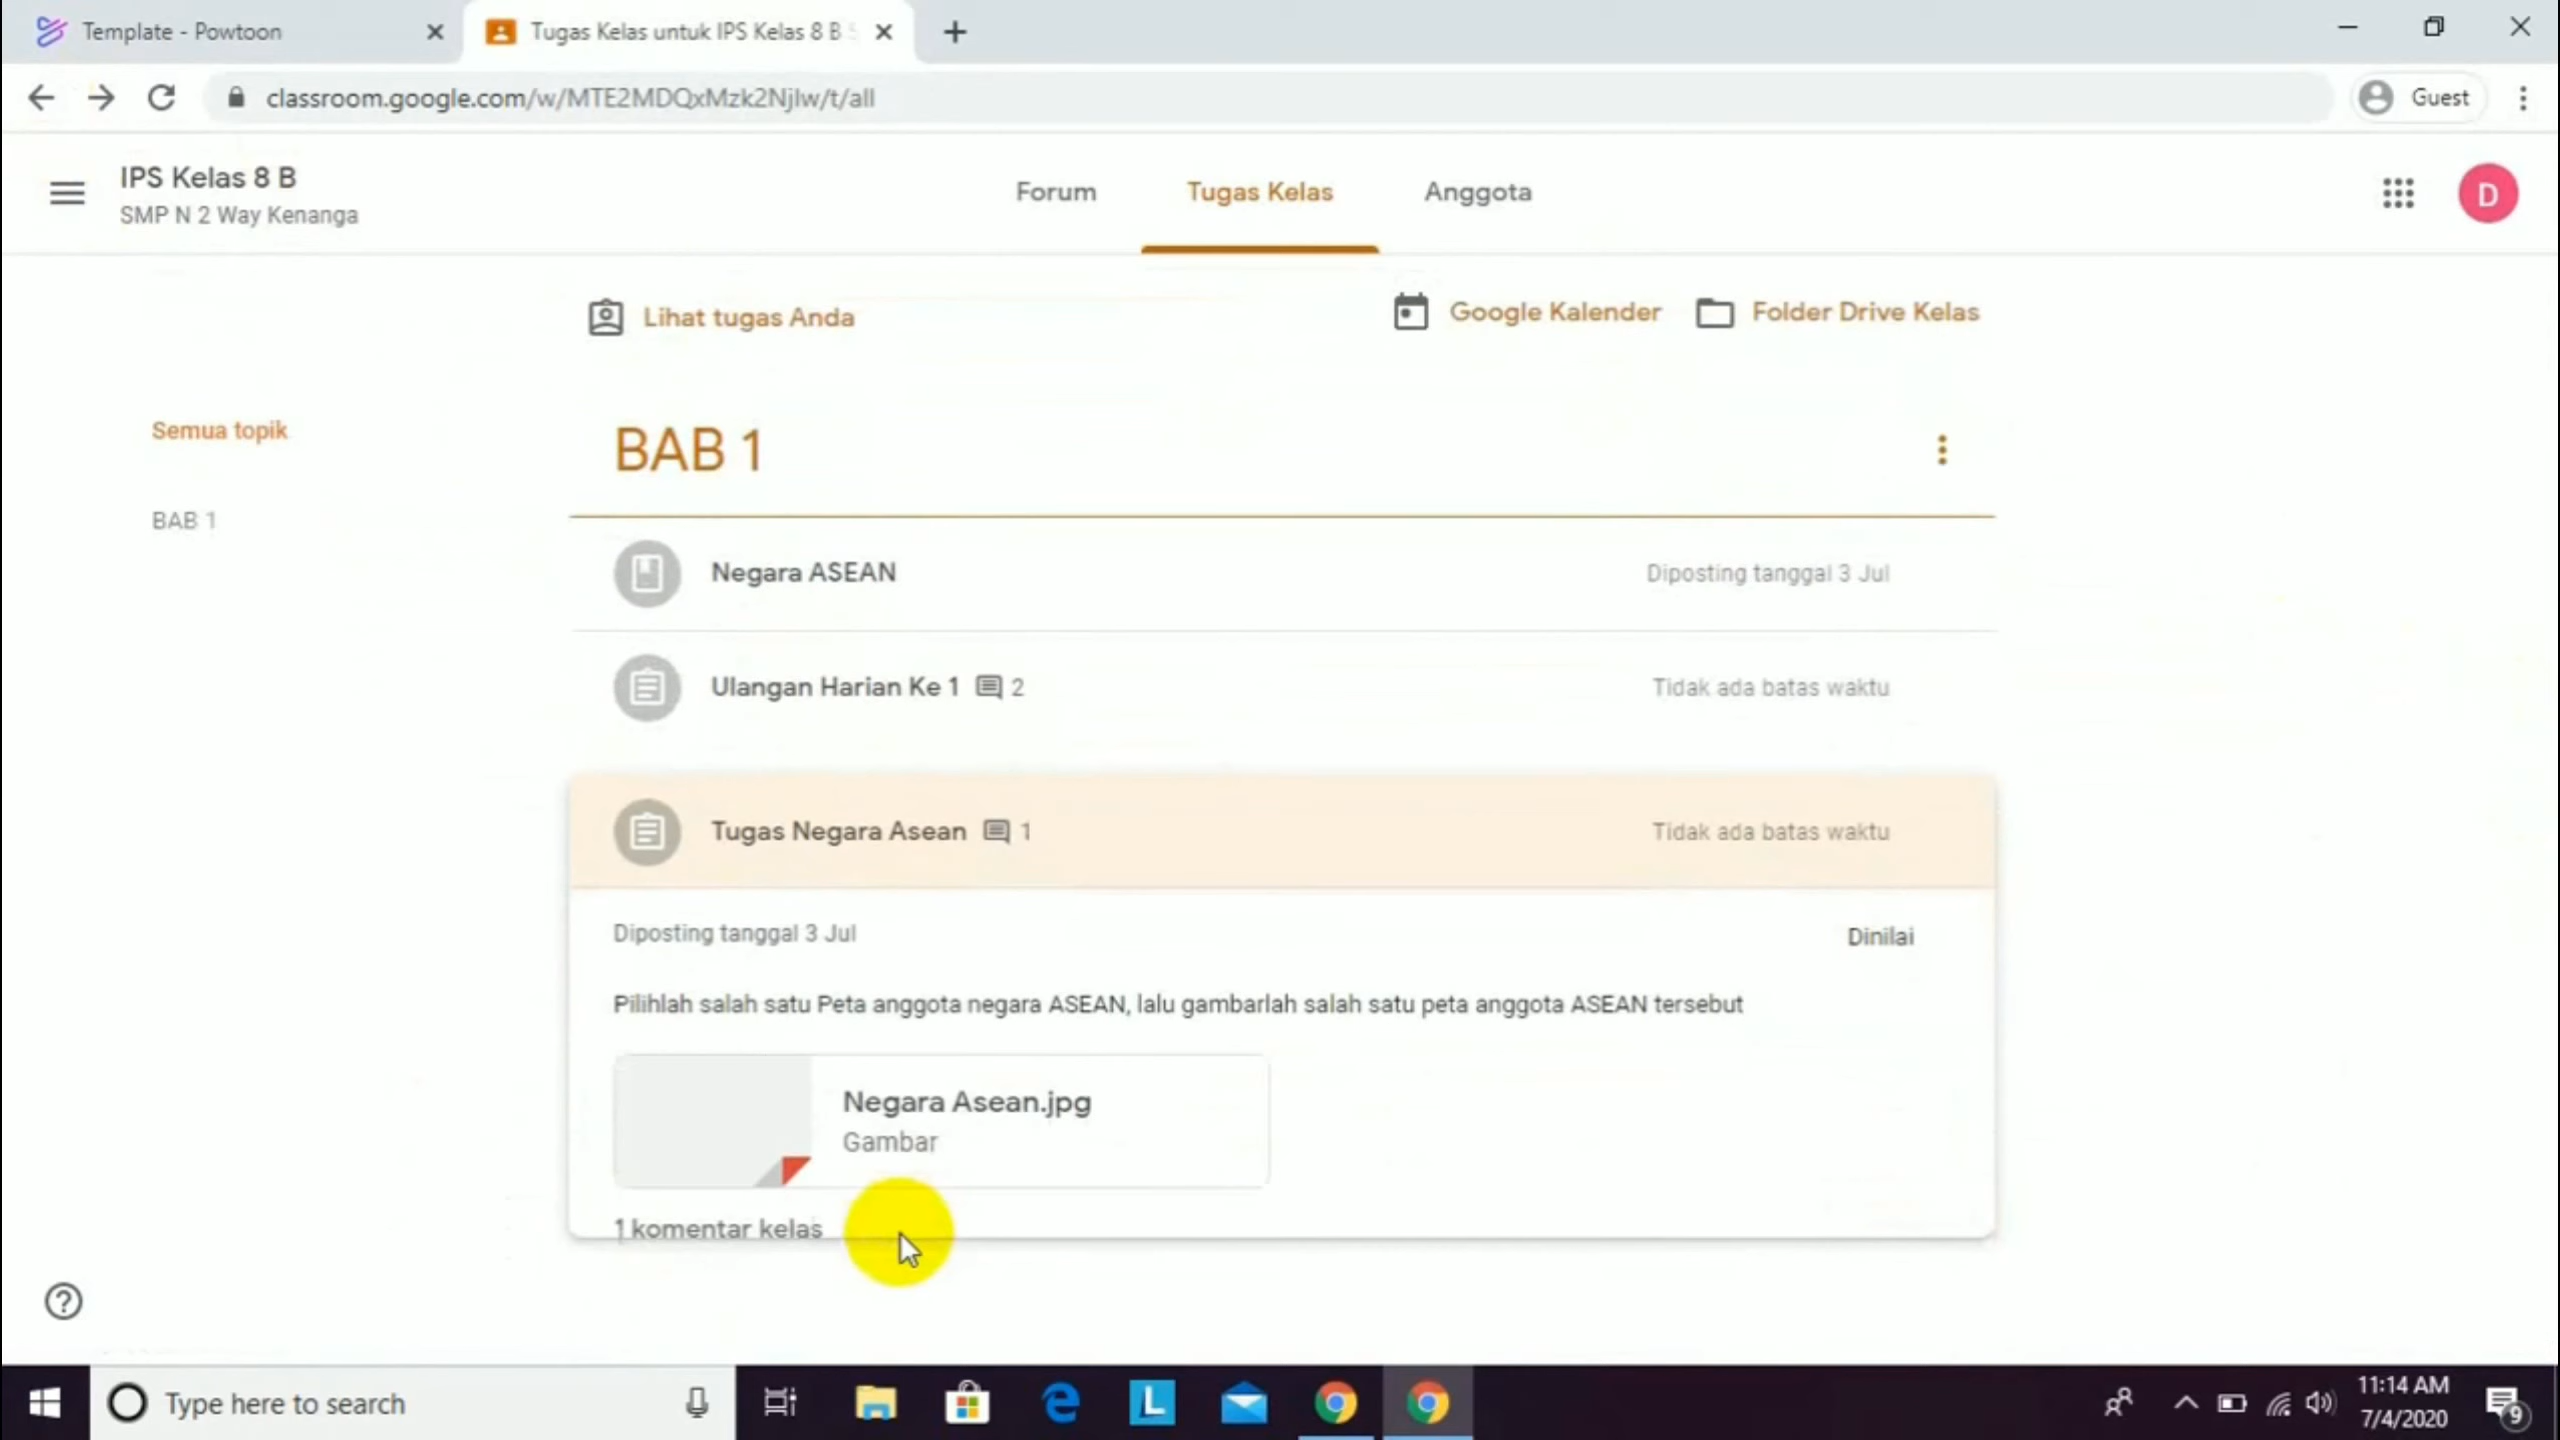 Template - Powtoon
Tugas Kelas untuk IPS Kelas 8 B
classroom.google.com/w/MTE2MDQxMzk2NjIw/t/all
Guest
IPS Kelas 8 B
SMP N 2 Way Kenanga
Forum
Tugas Kelas
Anggota
D
Lihat tugas Anda
Google Kalender
Folder Drive Kelas
Semua topik
BAB 1
BAB 1
Negara ASEAN
Diposting tanggal 3 Jul
Ulangan Harian Ke 1
2
Tidak ada batas waktu
Tugas Negara Asean
1
Tidak ada batas waktu
Diposting tanggal 3 Jul
Dinilai
Pilihlah salah satu Peta anggota negara ASEAN, lalu gambarlah salah satu peta anggota ASEAN tersebut
Negara Asean.jpg
Gambar
1 komentar kelas
Type here to search
L
11:14 AM
7/4/2020
9